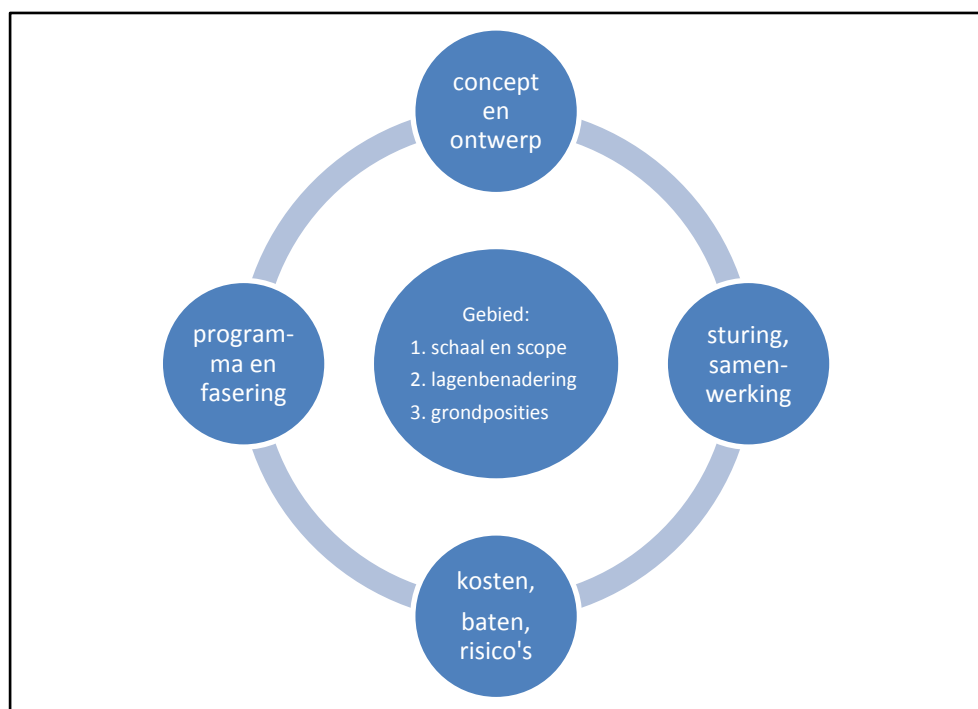 concept
en
ontwerp
program-
ma en
fasering
Gebied:
1. schaal en scope
2. lagenbenadering
3. grondposities
sturing,
samen-
werking
kosten,
baten,
risico's